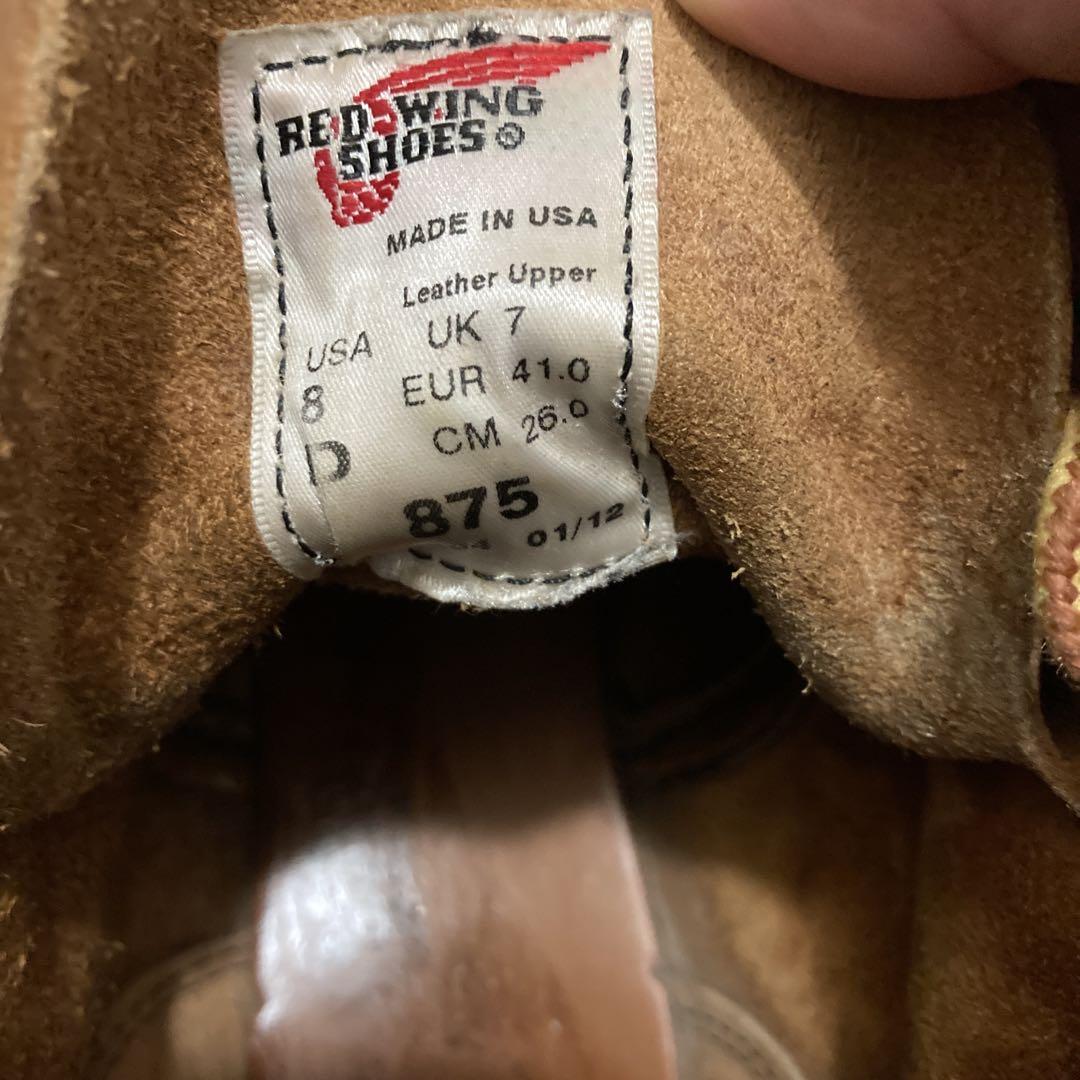 RED WING
SHOES®
MADE IN USA
Leather Upper
USA UK 7
8 EUR 41.0
D CM 26.0
875
01/12